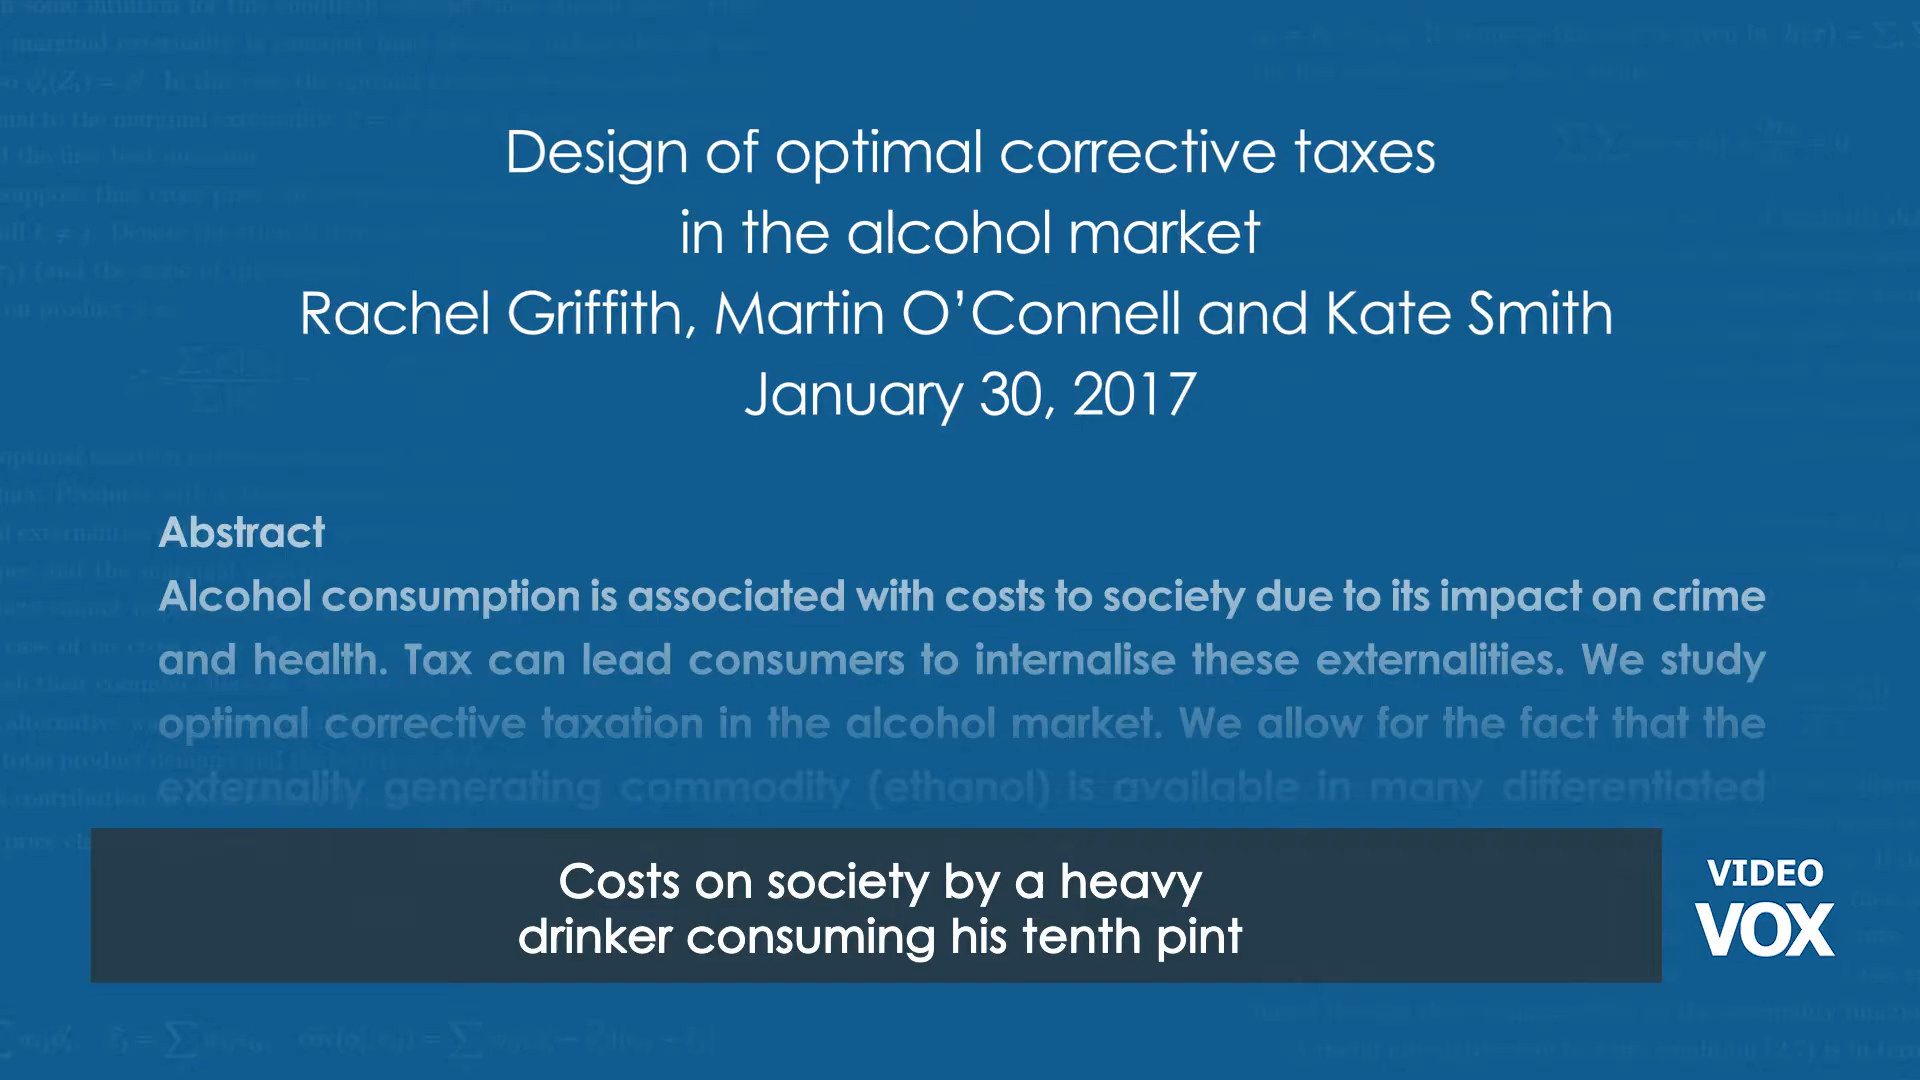 Design of optimal corrective taxes
in the alcohol market
Rachel Griffith, Martin O’Connell and Kate Smith
January 30, 2017
Abstract
Alcohol consumption is associated with costs to society due to its impact on crime
and health. Tax can lead consumers to internalise these externalities. We study
optimal corrective taxation in the alcohol market. We allow for the fact that the
externality generating commodity (ethanol) is available in many differentiated
Costs on society by a heavy
drinker consuming his tenth pint
VIDEO
VOX